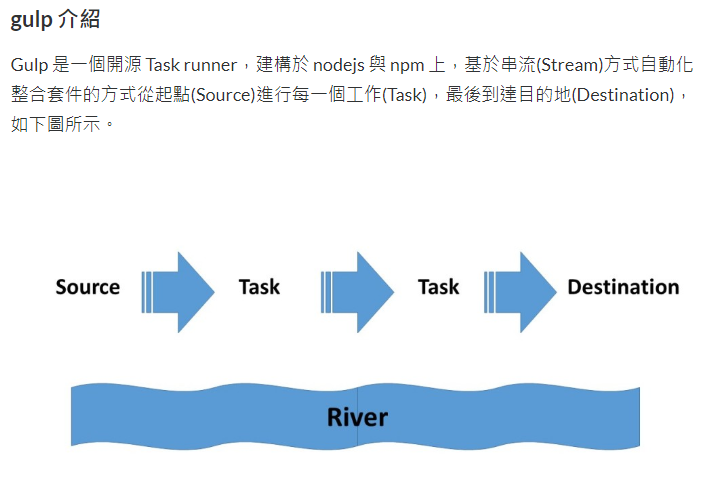 gulp 介紹
Gulp 是一個開源 Task runner，建構於 nodejs 與 npm 上，基於串流(Stream)方式自動化
整合套件的方式從起點(Source)進行每一個工作(Task)，最後到達目的地(Destination)，
如下圖所示。
Source Task Task Destination
River